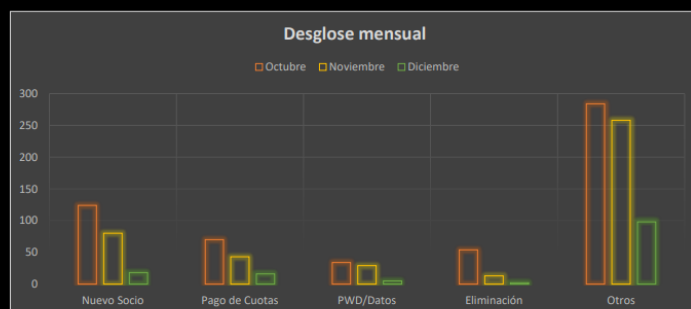 Desglose mensual
Octubre Noviembre Diciembre
300
250
200
150
100
50
0
Nuevo Socio Pago de Cuotas PWD/Datos Eliminación Otros